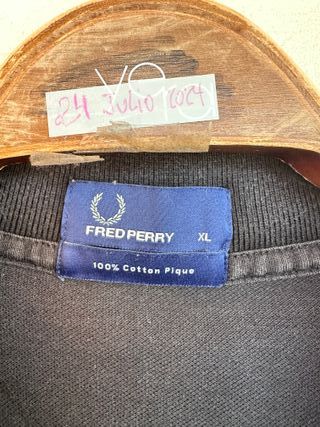 24 JULIO 2024
FRED PERRY XL
100% Cotton Pique